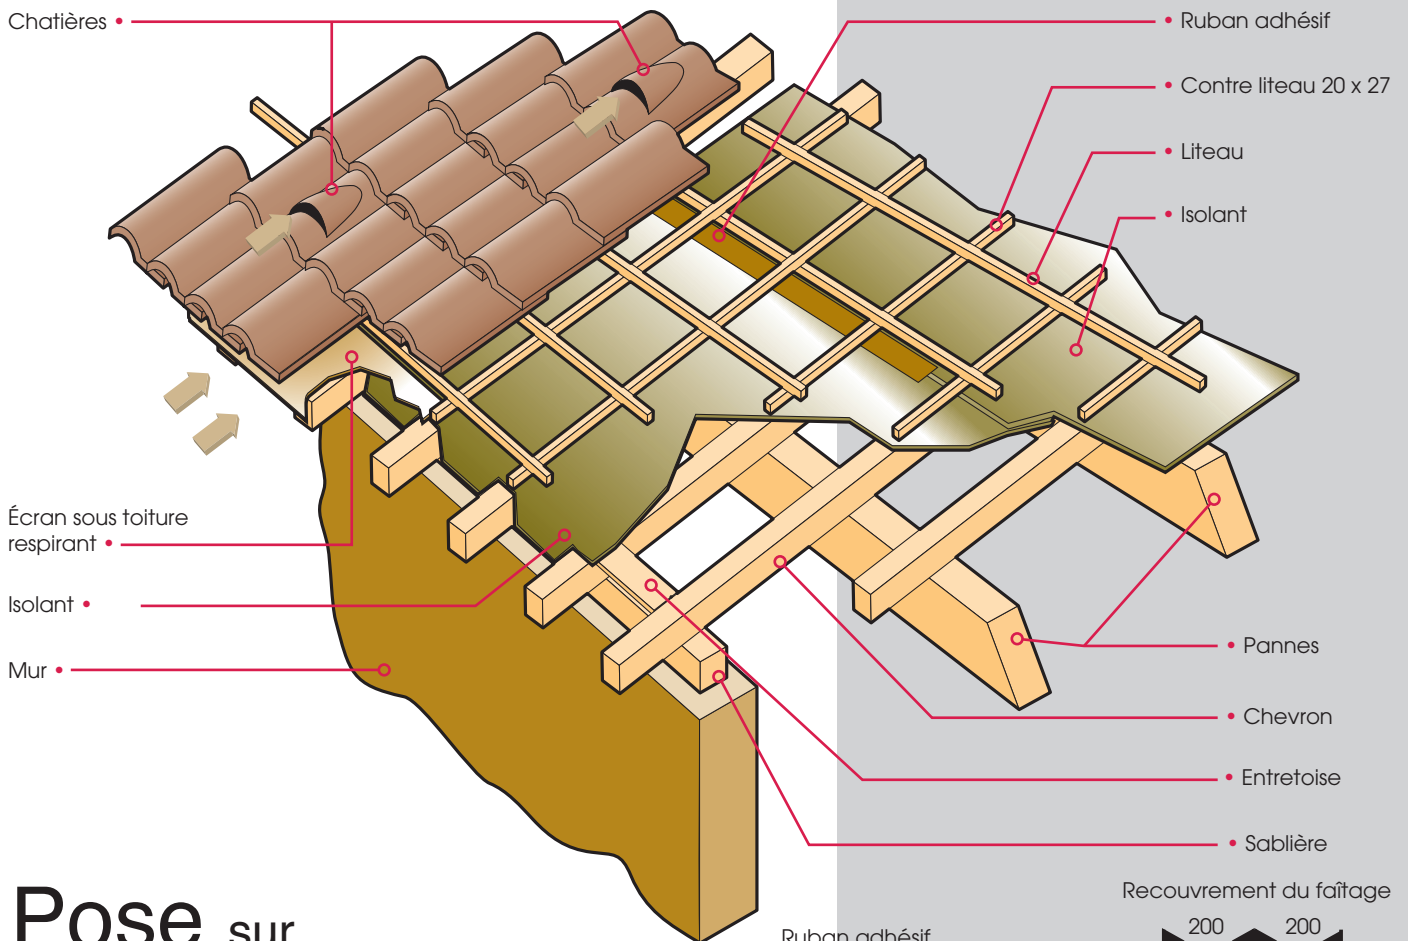 Chatières •
• Ruban adhésif
• Contre liteau 20 x 27
• Liteau
• Isolant
Écran sous toiture
respirant •
Isolant •
Mur •
• Pannes
• Chevron
• Entretoise
• Sablière
Recouvrement du faîtage
200 200
Pose sur
Ruban adhésif